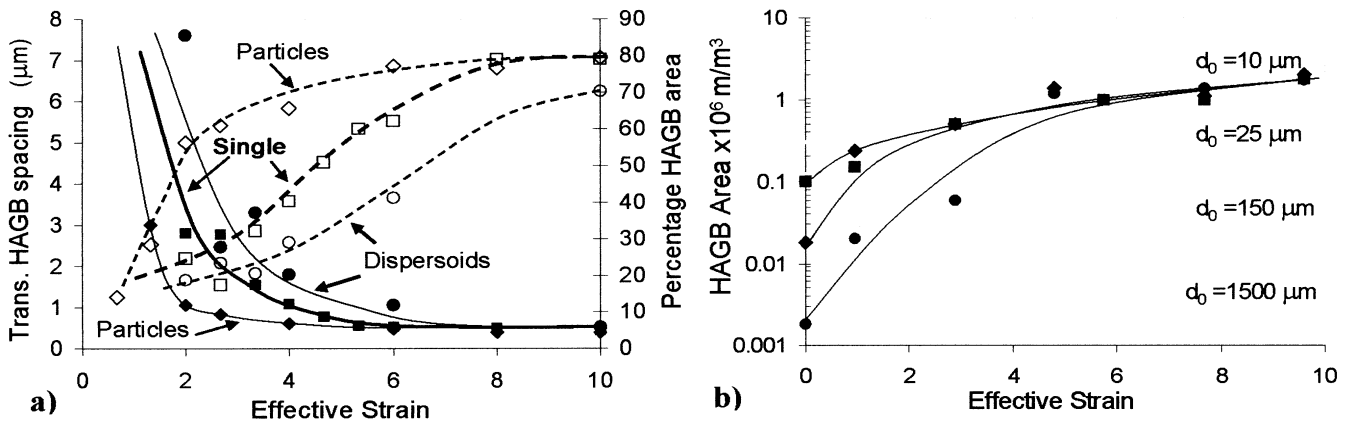 8
7
6
5
4
3
2
1
0
Trans. HAGB spacing (µm)
90
80
70
60
50
40
30
20
10
0
Percentage HAGB area
Particles
Single
Dispersoids
Particles
0 2 4 6 8 10
Effective Strain
a)
10
1
0.1
0.01
0.001
HAGB Area x10⁶ m/m³
d₀ =10 µm
d₀ =25 µm
d₀ =150 µm
d₀ =1500 µm
0 2 4 6 8 10
Effective Strain
b)